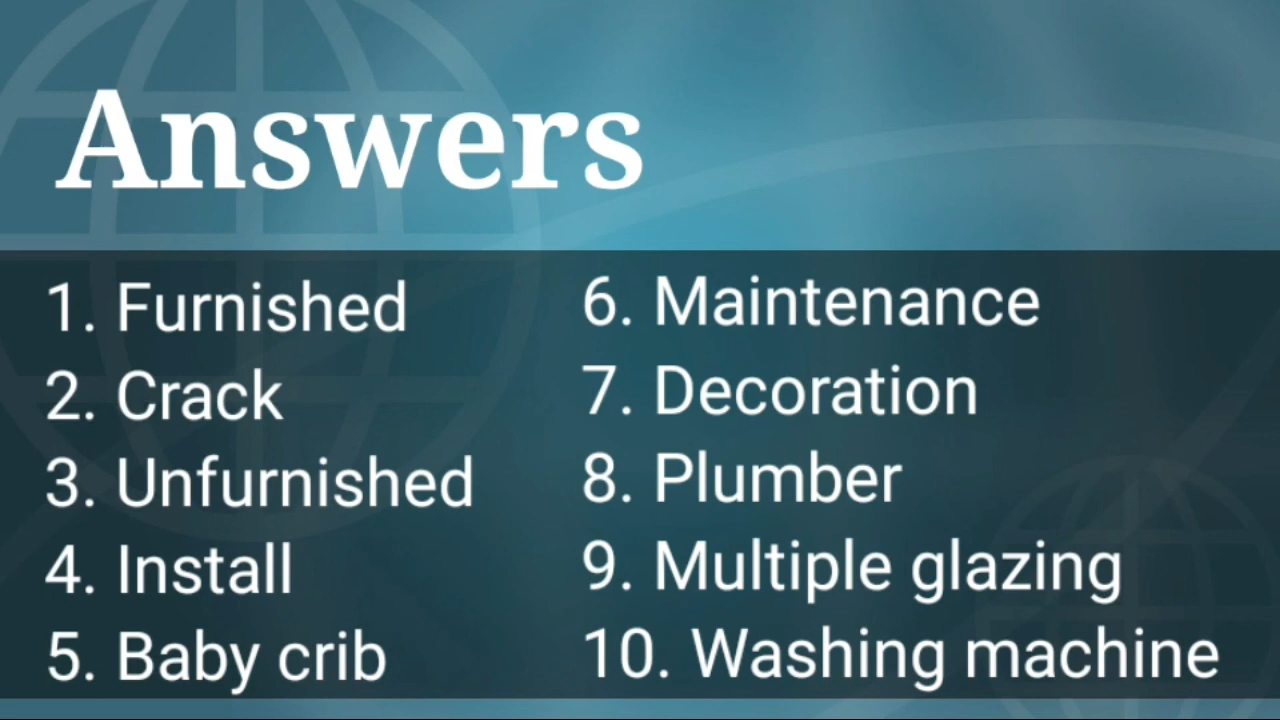 Answers
1. Furnished
2. Crack
3. Unfurnished
4. Install
5. Baby crib
6. Maintenance
7. Decoration
8. Plumber
9. Multiple glazing
10. Washing machine